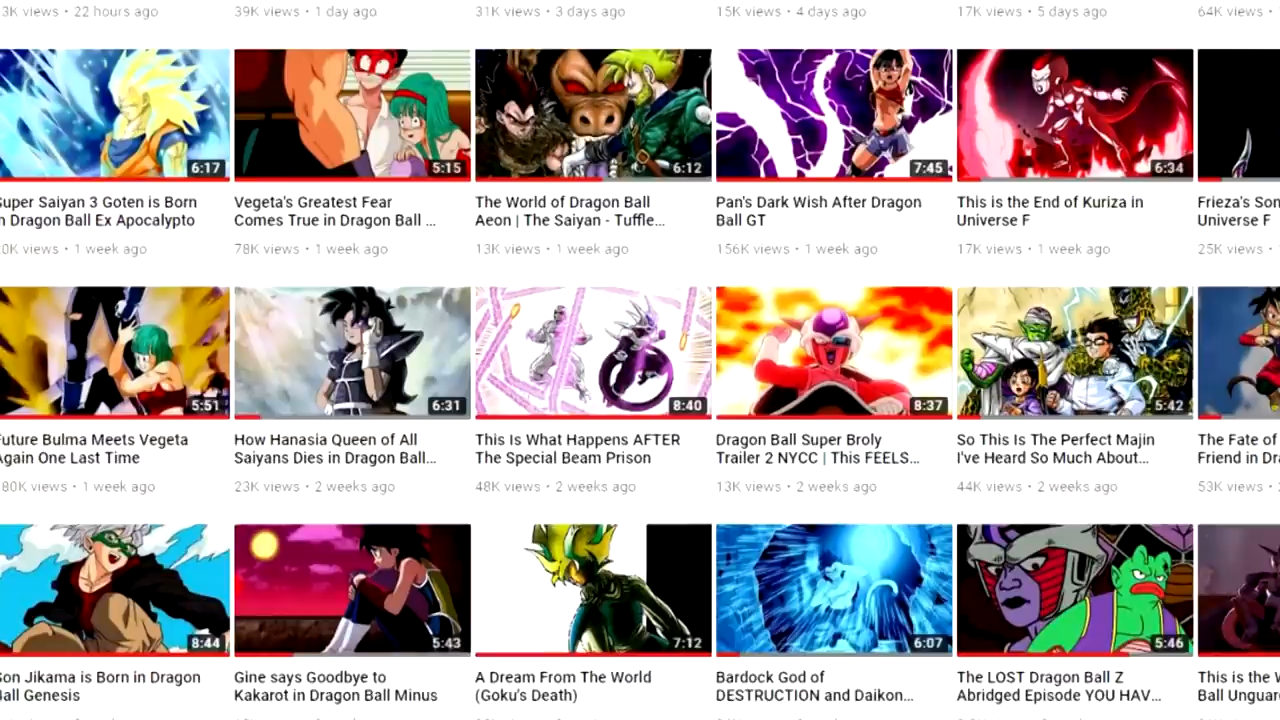 3K views • 22 hours ago
39K views • 1 day ago
31K views • 3 days ago
15K views • 4 days ago
17K views • 5 days ago
64K views •
6:17
5:15
6:12
7:45
6:34
Super Saiyan 3 Goten is Born
in Dragon Ball Ex Apocalypto
0K views • 1 week ago
Vegeta's Greatest Fear
Comes True in Dragon Ball ...
78K views • 1 week ago
The World of Dragon Ball
Aeon | The Saiyan - Tuffle...
13K views • 1 week ago
Pan's Dark Wish After Dragon
Ball GT
156K views • 1 week ago
This is the End of Kuriza in
Universe F
17K views • 1 week ago
Frieza's Son
Universe F
25K views •
5:51
6:31
8:40
8:37
5:42
Future Bulma Meets Vegeta
Again One Last Time
80K views • 1 week ago
How Hanasia Queen of All
Saiyans Dies in Dragon Ball...
23K views • 2 weeks ago
This Is What Happens AFTER
The Special Beam Prison
48K views • 2 weeks ago
Dragon Ball Super Broly
Trailer 2 NYCC | This FEELS...
13K views • 2 weeks ago
So This Is The Perfect Majin
I've Heard So Much About...
44K views • 2 weeks ago
The Fate of
Friend in Dra
53K views •
8:44
5:43
7:12
6:07
5:46
Son Jikama is Born in Dragon
Ball Genesis
Gine says Goodbye to
Kakarot in Dragon Ball Minus
A Dream From The World
(Goku's Death)
Bardock God of
DESTRUCTION and Daikon...
The LOST Dragon Ball Z
Abridged Episode YOU HAV...
This is the
Ball Unguar